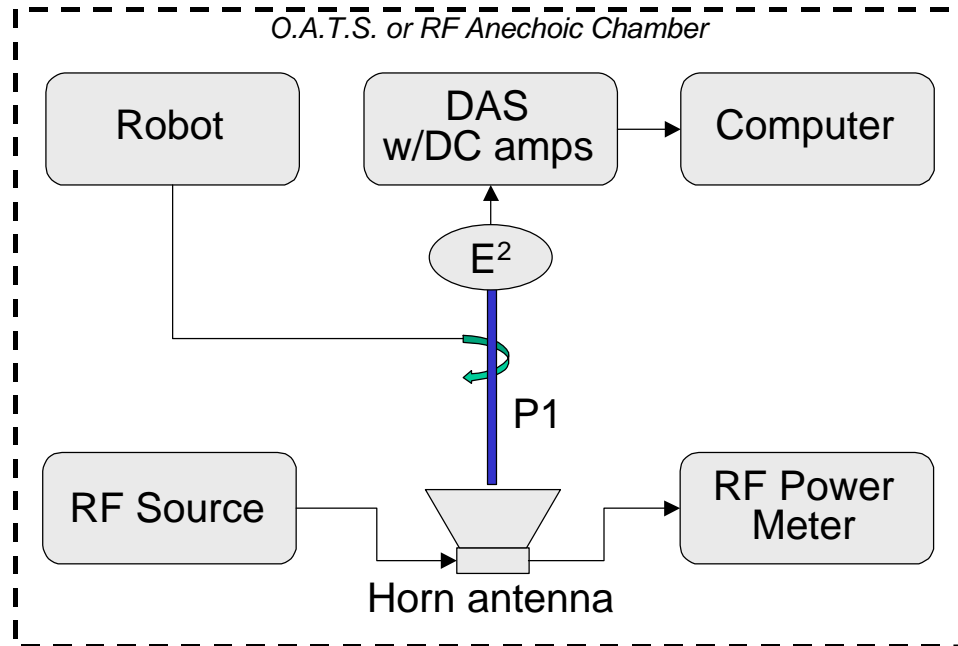 O.A.T.S. or RF Anechoic Chamber
Robot
DAS
w/DC amps
Computer
E²
P1
RF Source
RF Power
Meter
Horn antenna